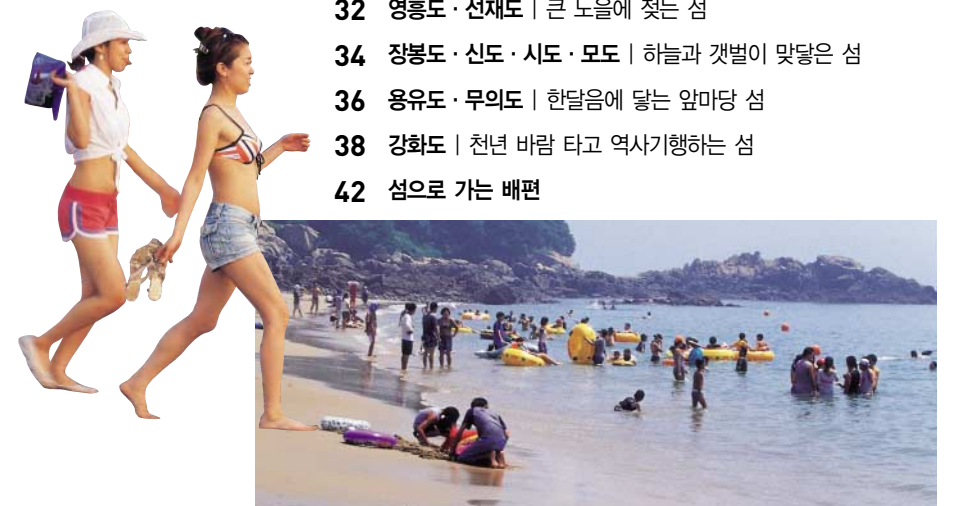 32 영흥도 · 선재도 | 큰 노을에 젖는 섬
34 장봉도 · 신도 · 시도 · 모도 | 하늘과 갯벌이 맞닿은 섬
36 용유도 · 무의도 | 한달음에 닿는 앞마당 섬
38 강화도 | 천년 바람 타고 역사기행하는 섬
42 섬으로 가는 배편